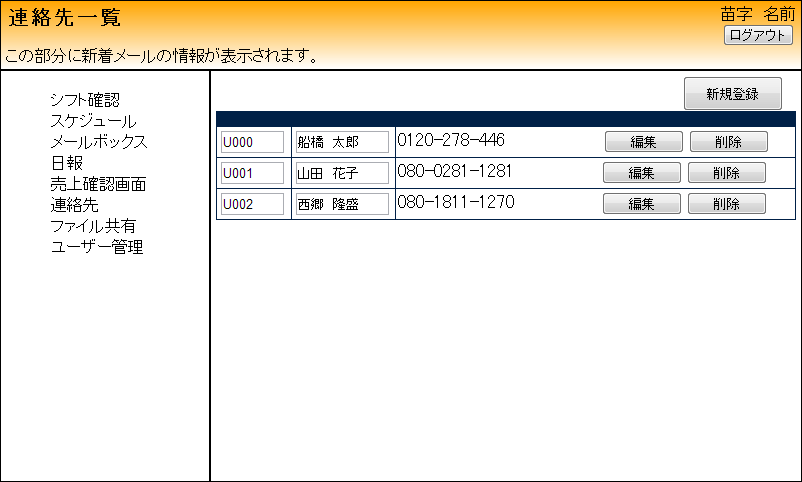 連絡先一覧
苗字　名前
ログアウト
この部分に新着メールの情報が表示されます。
シフト確認
スケジュール
メールボックス
日報
売上確認画面
連絡先
ファイル共有
ユーザー管理
新規登録
U000 船橋 太郎 0120-278-446 編集 削除
U001 山田 花子 080-0281-1281 編集 削除
U002 西郷 隆盛 080-1811-1270 編集 削除